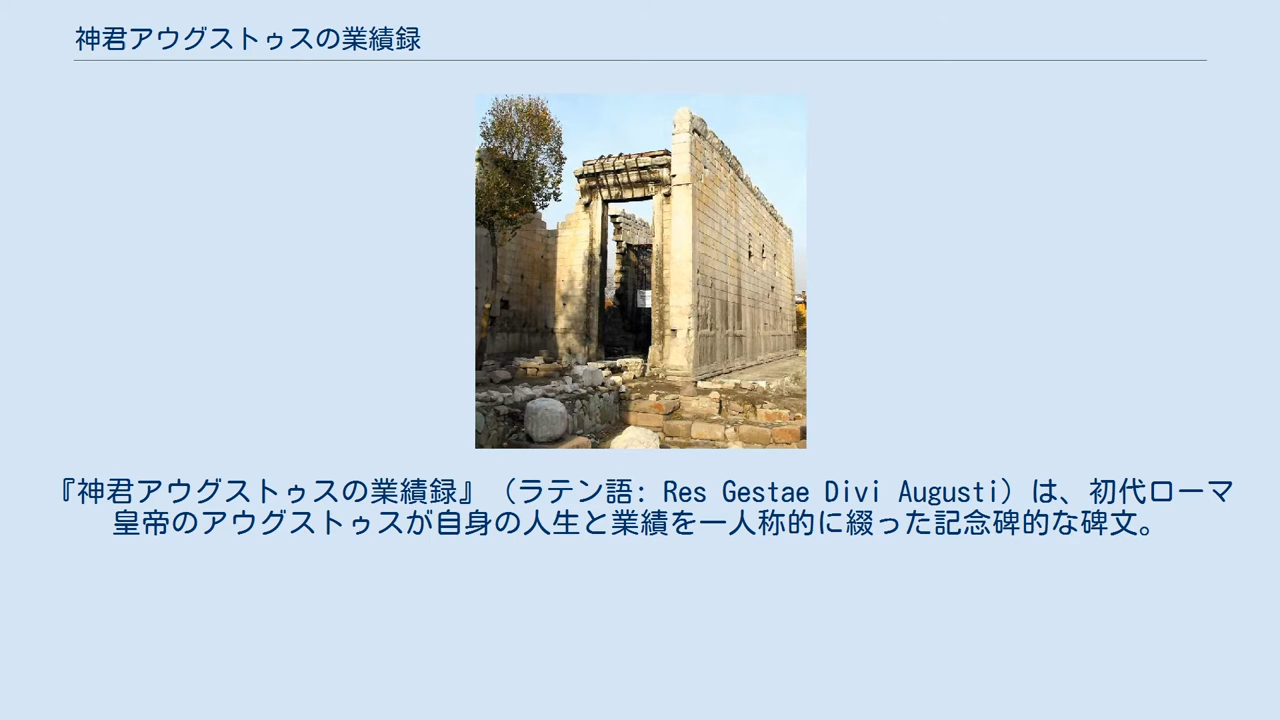 神君アウグストゥスの業績録
『神君アウグストゥスの業績録』（ラテン語: Res Gestae Divi Augusti）は、初代ローマ
皇帝のアウグストゥスが自身の人生と業績を一人称的に綴った記念碑的な碑文。